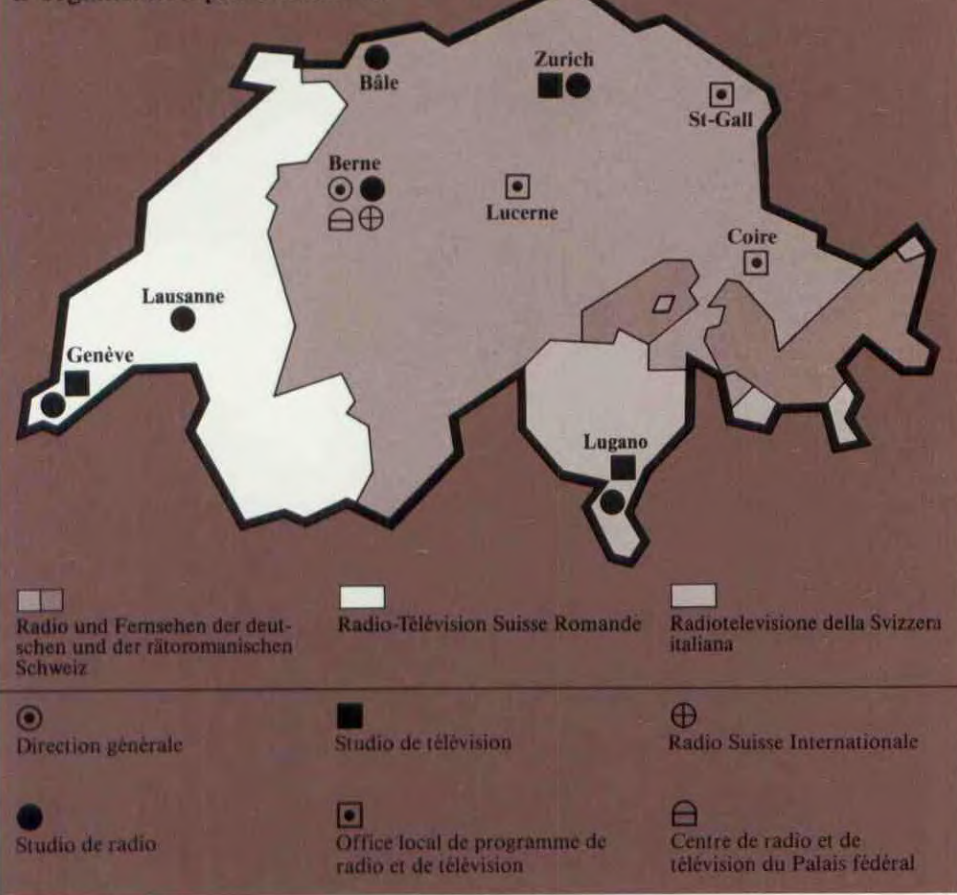 Bâle
Zurich
St-Gall
Berne
Lucerne
Coire
Lausanne
Genève
Lugano
Radio und Fernsehen der deut-
schen und der rätoromanischen
Schweiz
Radio-Télévision Suisse Romande
Radiotelevisione della Svizzera
italiana
Direction générale
Studio de télévision
Radio Suisse Internationale
Studio de radio
Office local de programme de
radio et de télévision
Centre de radio et de
télévision du Palais fédéral